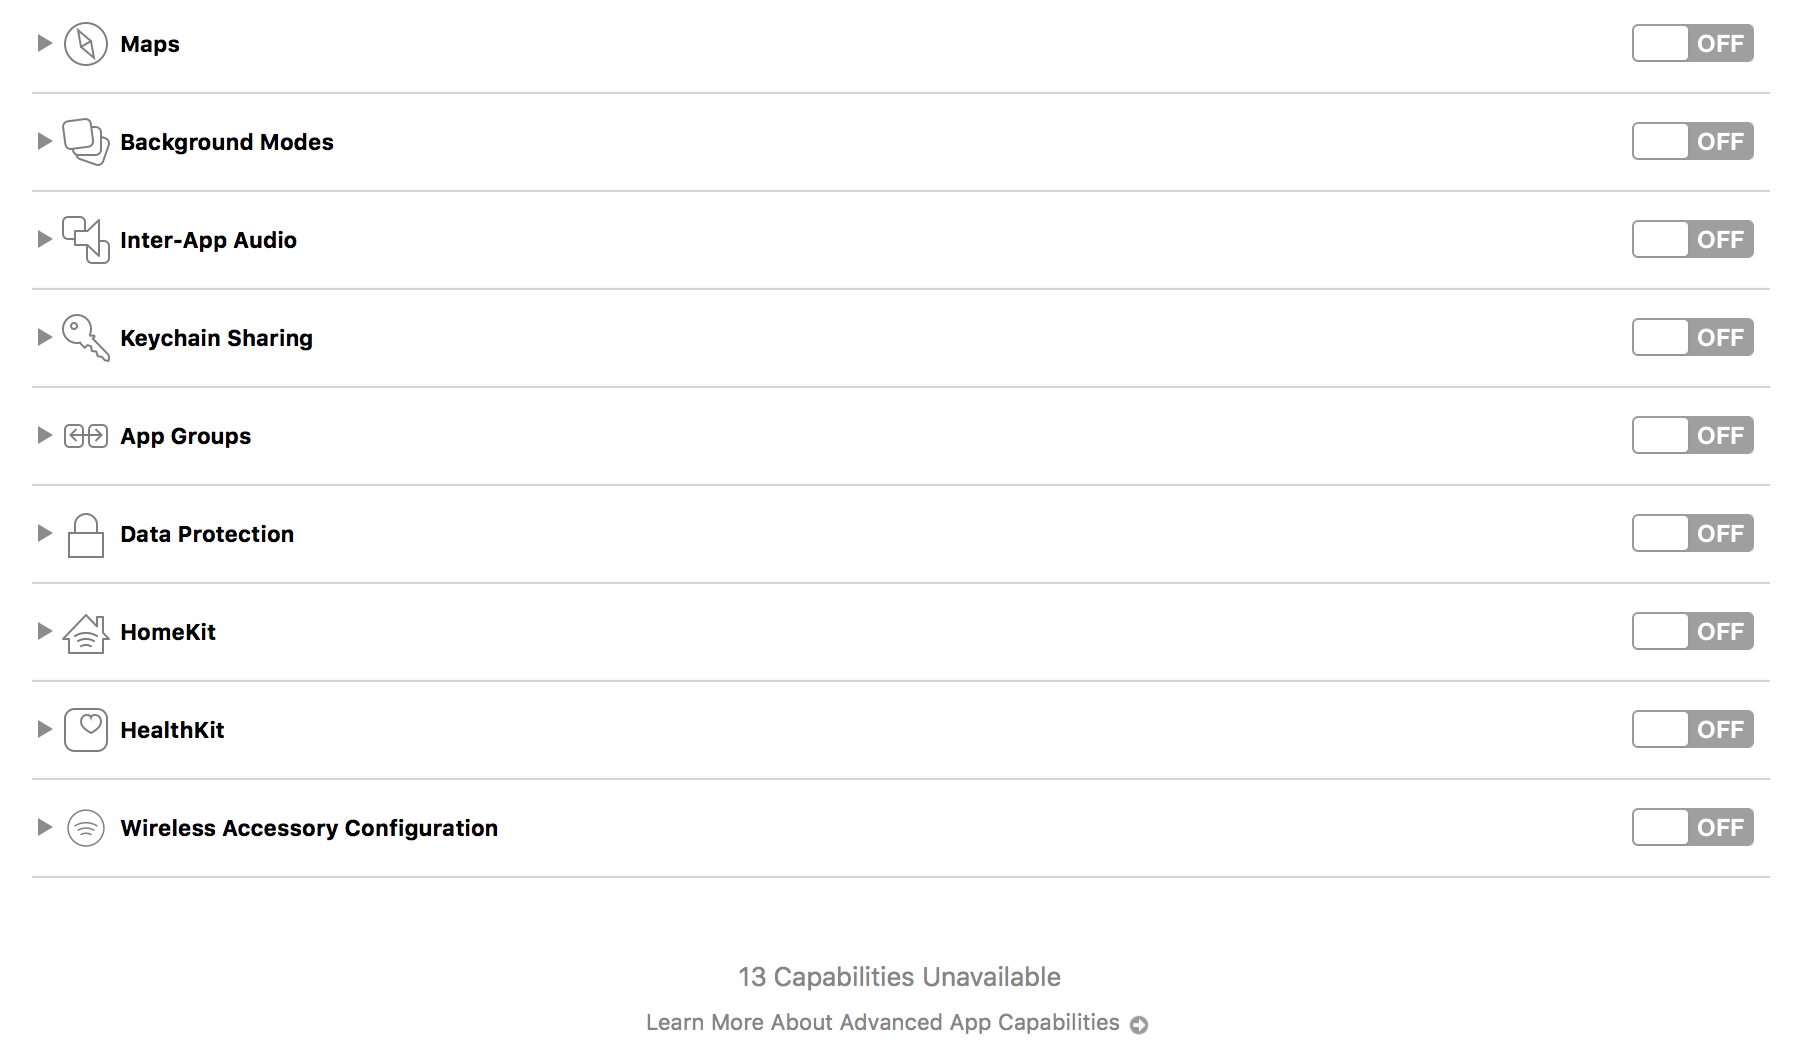 Maps OFF
Background Modes OFF
Inter-App Audio OFF
Keychain Sharing OFF
App Groups OFF
Data Protection OFF
HomeKit OFF
HealthKit OFF
Wireless Accessory Configuration OFF
13 Capabilities Unavailable
Learn More About Advanced App Capabilities